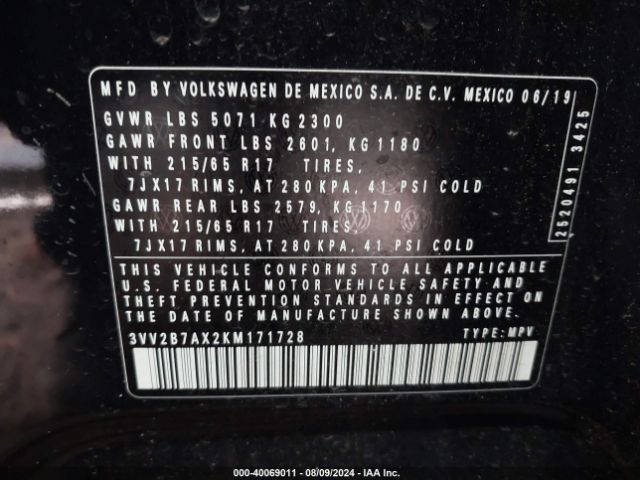 MFD BY VOLKSWAGEN DE MEXICO S.A. DE C.V. MEXICO 06/19
GVWR LBS 5071 KG 2300
GAWR FRONT LBS 2601, KG 1180
WITH 215/65 R17 TIRES,
7JX17 RIMS, AT 280 KPA, 41 PSI COLD
GAWR REAR LBS 2579, KG 1170
WITH 215/65 R17 TIRES,
7JX17 RIMS, AT 280 KPA, 41 PSI COLD
2520491 3425
THIS VEHICLE CONFORMS TO ALL APPLICABLE
U.S. FEDERAL MOTOR VEHICLE SAFETY AND
THEFT PREVENTION STANDARDS IN EFFECT ON
THE DATE OF MANUFACTURE SHOWN ABOVE.
3VV2B7AX2KM171728 TYPE: MPV
000-40069011 - 08/09/2024 - IAA Inc.